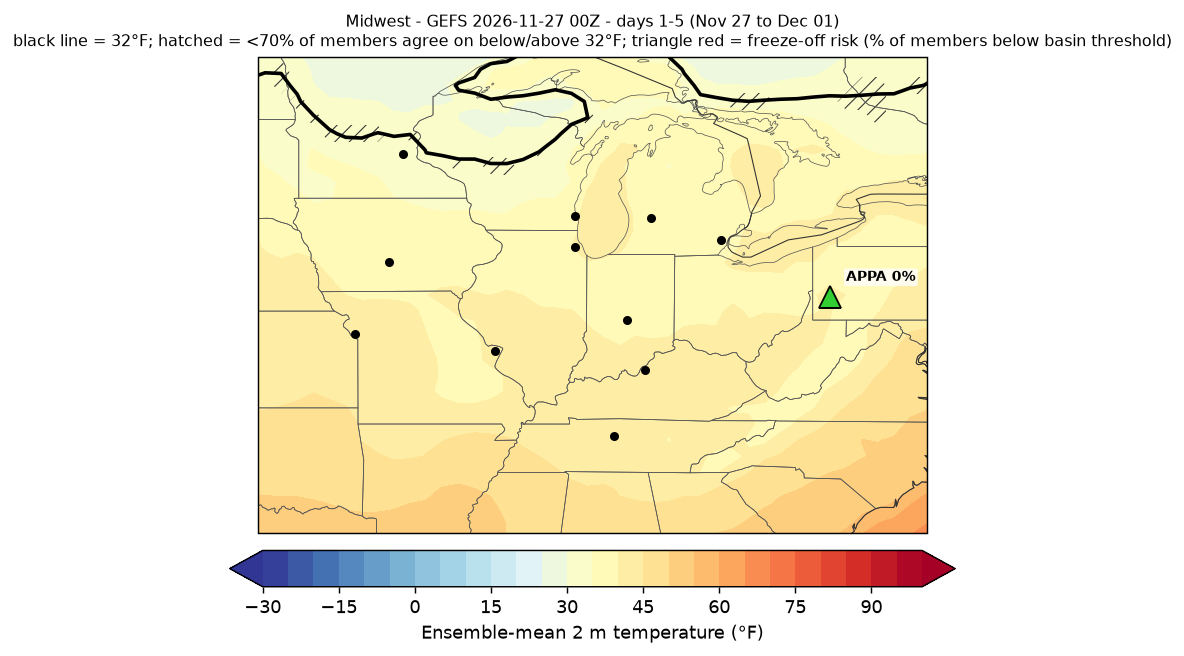 Midwest - GEFS 2026-11-27 00Z - days 1-5 (Nov 27 to Dec 01)
black line = 32°F; hatched = <70% of members agree on below/above 32°F; triangle red = freeze-off risk (% of members below basin threshold)
APPA 0%
−30 −15 0 15 30 45 60 75 90
Ensemble-mean 2 m temperature (°F)